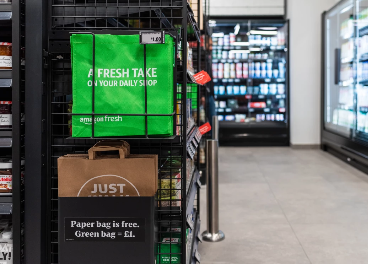 A FRESH TAKE
ON YOUR DAILY SHOP
amazon fresh
JUST
Paper bag is free.
Green bag = £1.